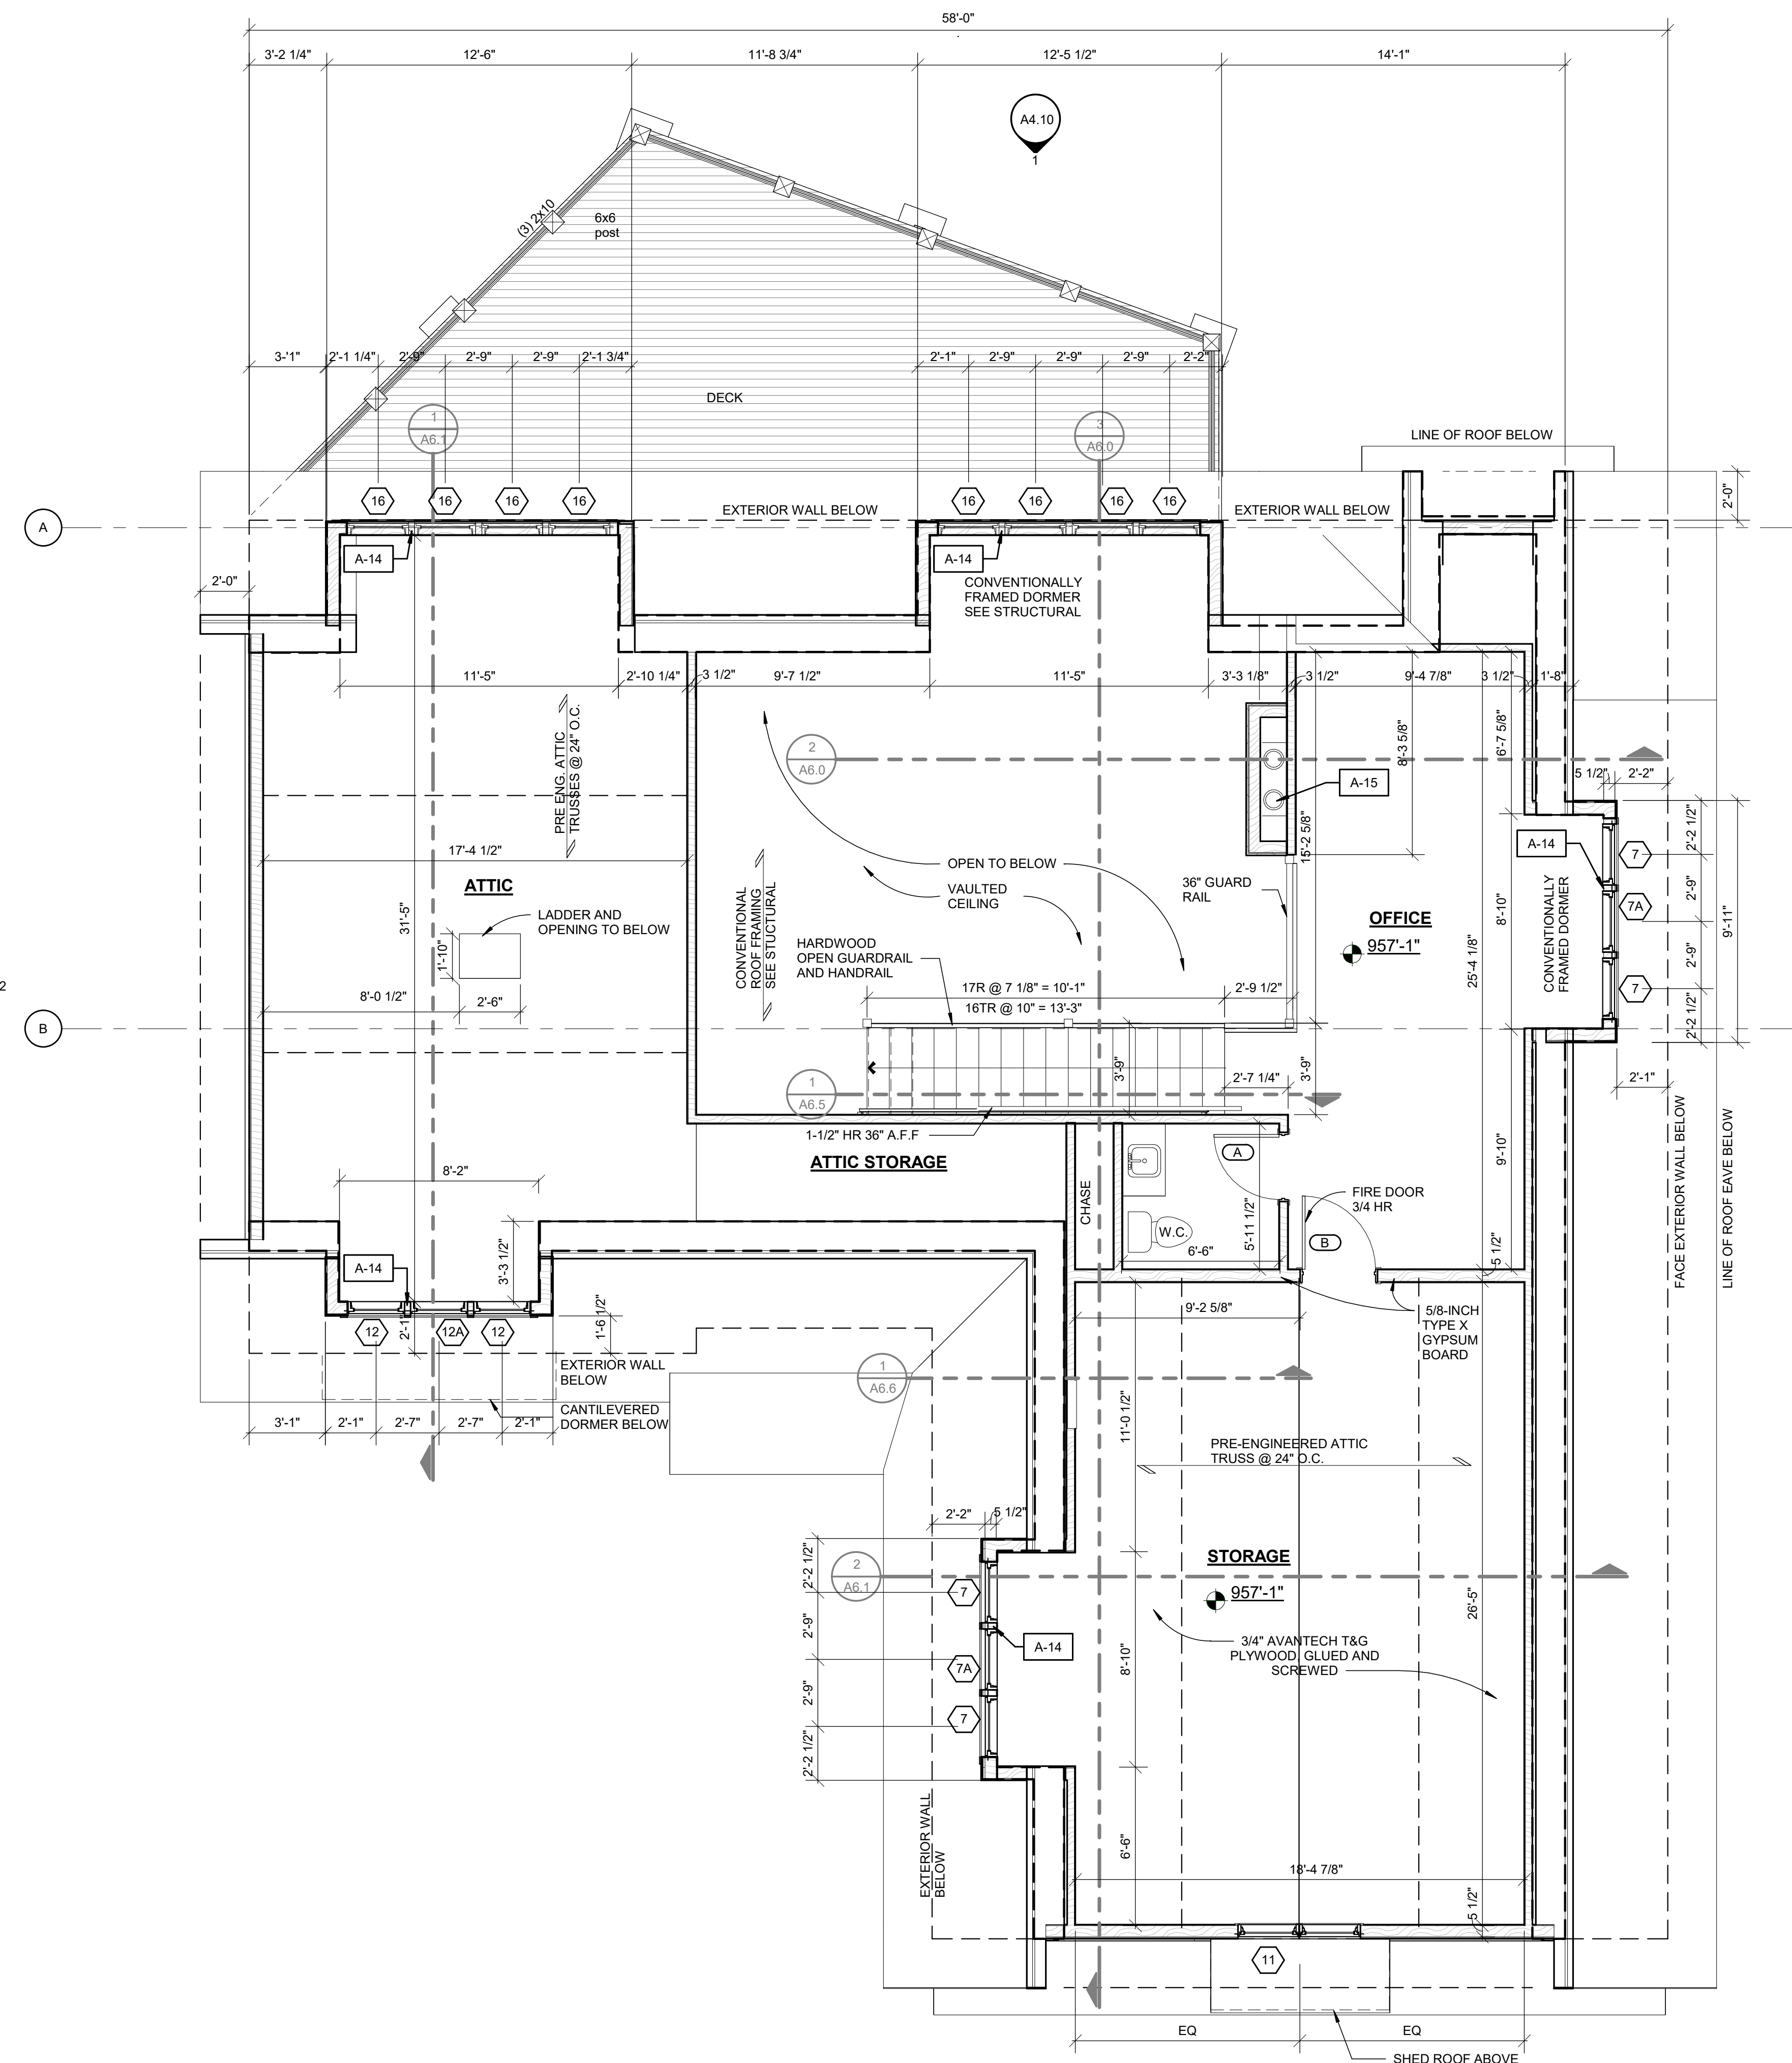 58'-0"
.
3'-2 1/4"
12'-6"
11'-8 3/4"
12'-5 1/2"
14'-1"
A4.10
1
(3) 2x10
6x6
post
3'-1"
2'-1 1/4"
2'-9"
2'-9"
2'-9"
2'-1 3/4"
2'-1"
2'-9"
2'-9"
2'-9"
2'-2"
DECK
1
A6.1
3
A6.0
LINE OF ROOF BELOW
16
16
16
16
16
16
16
16
EXTERIOR WALL BELOW
EXTERIOR WALL BELOW
2'-0"
A
A-14
A-14
2'-0"
CONVENTIONALLY
FRAMED DORMER
SEE STRUCTURAL
11'-5"
2'-10 1/4"
3 1/2"
9'-7 1/2"
11'-5"
3'-3 1/8"
3 1/2"
9'-4 7/8"
3 1/2"
1'-8"
PRE ENG. ATTIC
TRUSSES @ 24" O.C.
8'-3 5/8"
6'-7 5/8"
2
A6.0
A-15
5 1/2"
2'-2"
15'-2 5/8"
2'-2 1/2"
17'-4 1/2"
A-14
7
OPEN TO BELOW
ATTIC
VAULTED
CEILING
36" GUARD
RAIL
CONVENTIONALLY
FRAMED DORMER
2'-9"
7A
31'-5"
LADDER AND
OPENING TO BELOW
OFFICE
8'-10"
9'-11"
957'-1"
CONVENTIONAL
ROOF FRAMING
SEE STUCTURAL
HARDWOOD
OPEN GUARDRAIL
AND HANDRAIL
1'-10"
25'-4 1/8"
2'-9"
2
8'-0 1/2"
2'-6"
17R @ 7 1/8" = 10'-1"
2'-9 1/2"
7
16TR @ 10" = 13'-3"
B
2'-2 1/2"
3'-9"
2'-7 1/4"
3'-9"
2'-1"
1
A6.5
1-1/2" HR 36" A.F.F
FACE EXTERIOR WALL BELOW
LINE OF ROOF EAVE BELOW
ATTIC STORAGE
A
9'-10"
8'-2"
CHASE
FIRE DOOR
3/4 HR
W.C.
5'-11 1/2"
B
6'-6"
5 1/2"
3'-3 1/2"
A-14
9'-2 5/8"
5/8-INCH
TYPE X
GYPSUM
BOARD
12
2'-1"
12A
12
1'-6 1/2"
EXTERIOR WALL
BELOW
1
A6.6
CANTILEVERED
DORMER BELOW
3'-1"
2'-1"
2'-7"
2'-7"
2'-1"
11'-0 1/2"
PRE-ENGINEERED ATTIC
TRUSS @ 24" O.C.
2'-2"
5 1/2"
2'-2 1/2"
2
A6.1
STORAGE
7
957'-1"
26'-5"
2'-9"
A-14
3/4" AVANTECH T&G
PLYWOOD, GLUED AND
SCREWED
7A
8'-10"
2'-9"
7
2'-2 1/2"
EXTERIOR WALL
BELOW
6'-6"
18'-4 7/8"
5 1/2"
11
EQ
EQ
SHED ROOF ABOVE